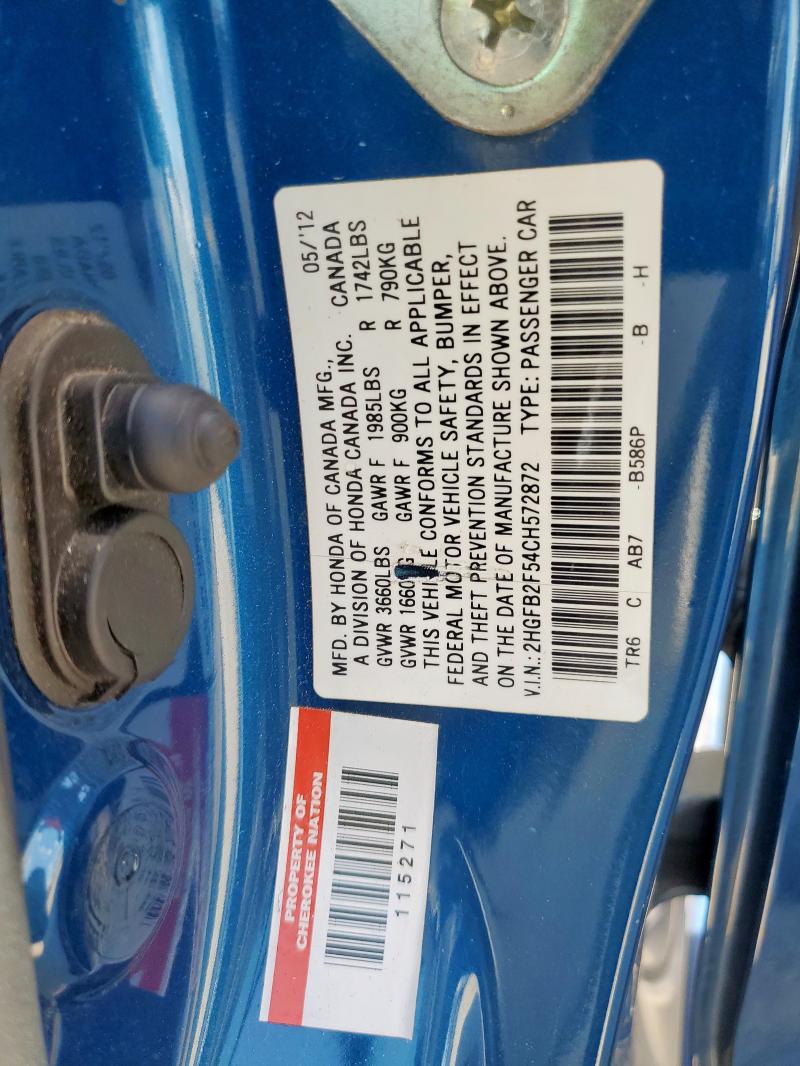 MFD. BY HONDA OF CANADA MFG., 05/'12
A DIVISION OF HONDA CANADA INC. CANADA
GVWR 3660LBS GAWR F 1985LBS R 1742LBS
GVWR 1660 GAWR F 900KG R 790KG
THIS VEHICLE CONFORMS TO ALL APPLICABLE
FEDERAL MOTOR VEHICLE SAFETY, BUMPER,
AND THEFT PREVENTION STANDARDS IN EFFECT
ON THE DATE OF MANUFACTURE SHOWN ABOVE.
V.I.N.: 2HGFB2F54CH572872 TYPE: PASSENGER CAR
TR6 C AB7 -B586P -B -H
PROPERTY OF
CHEROKEE NATION
115271